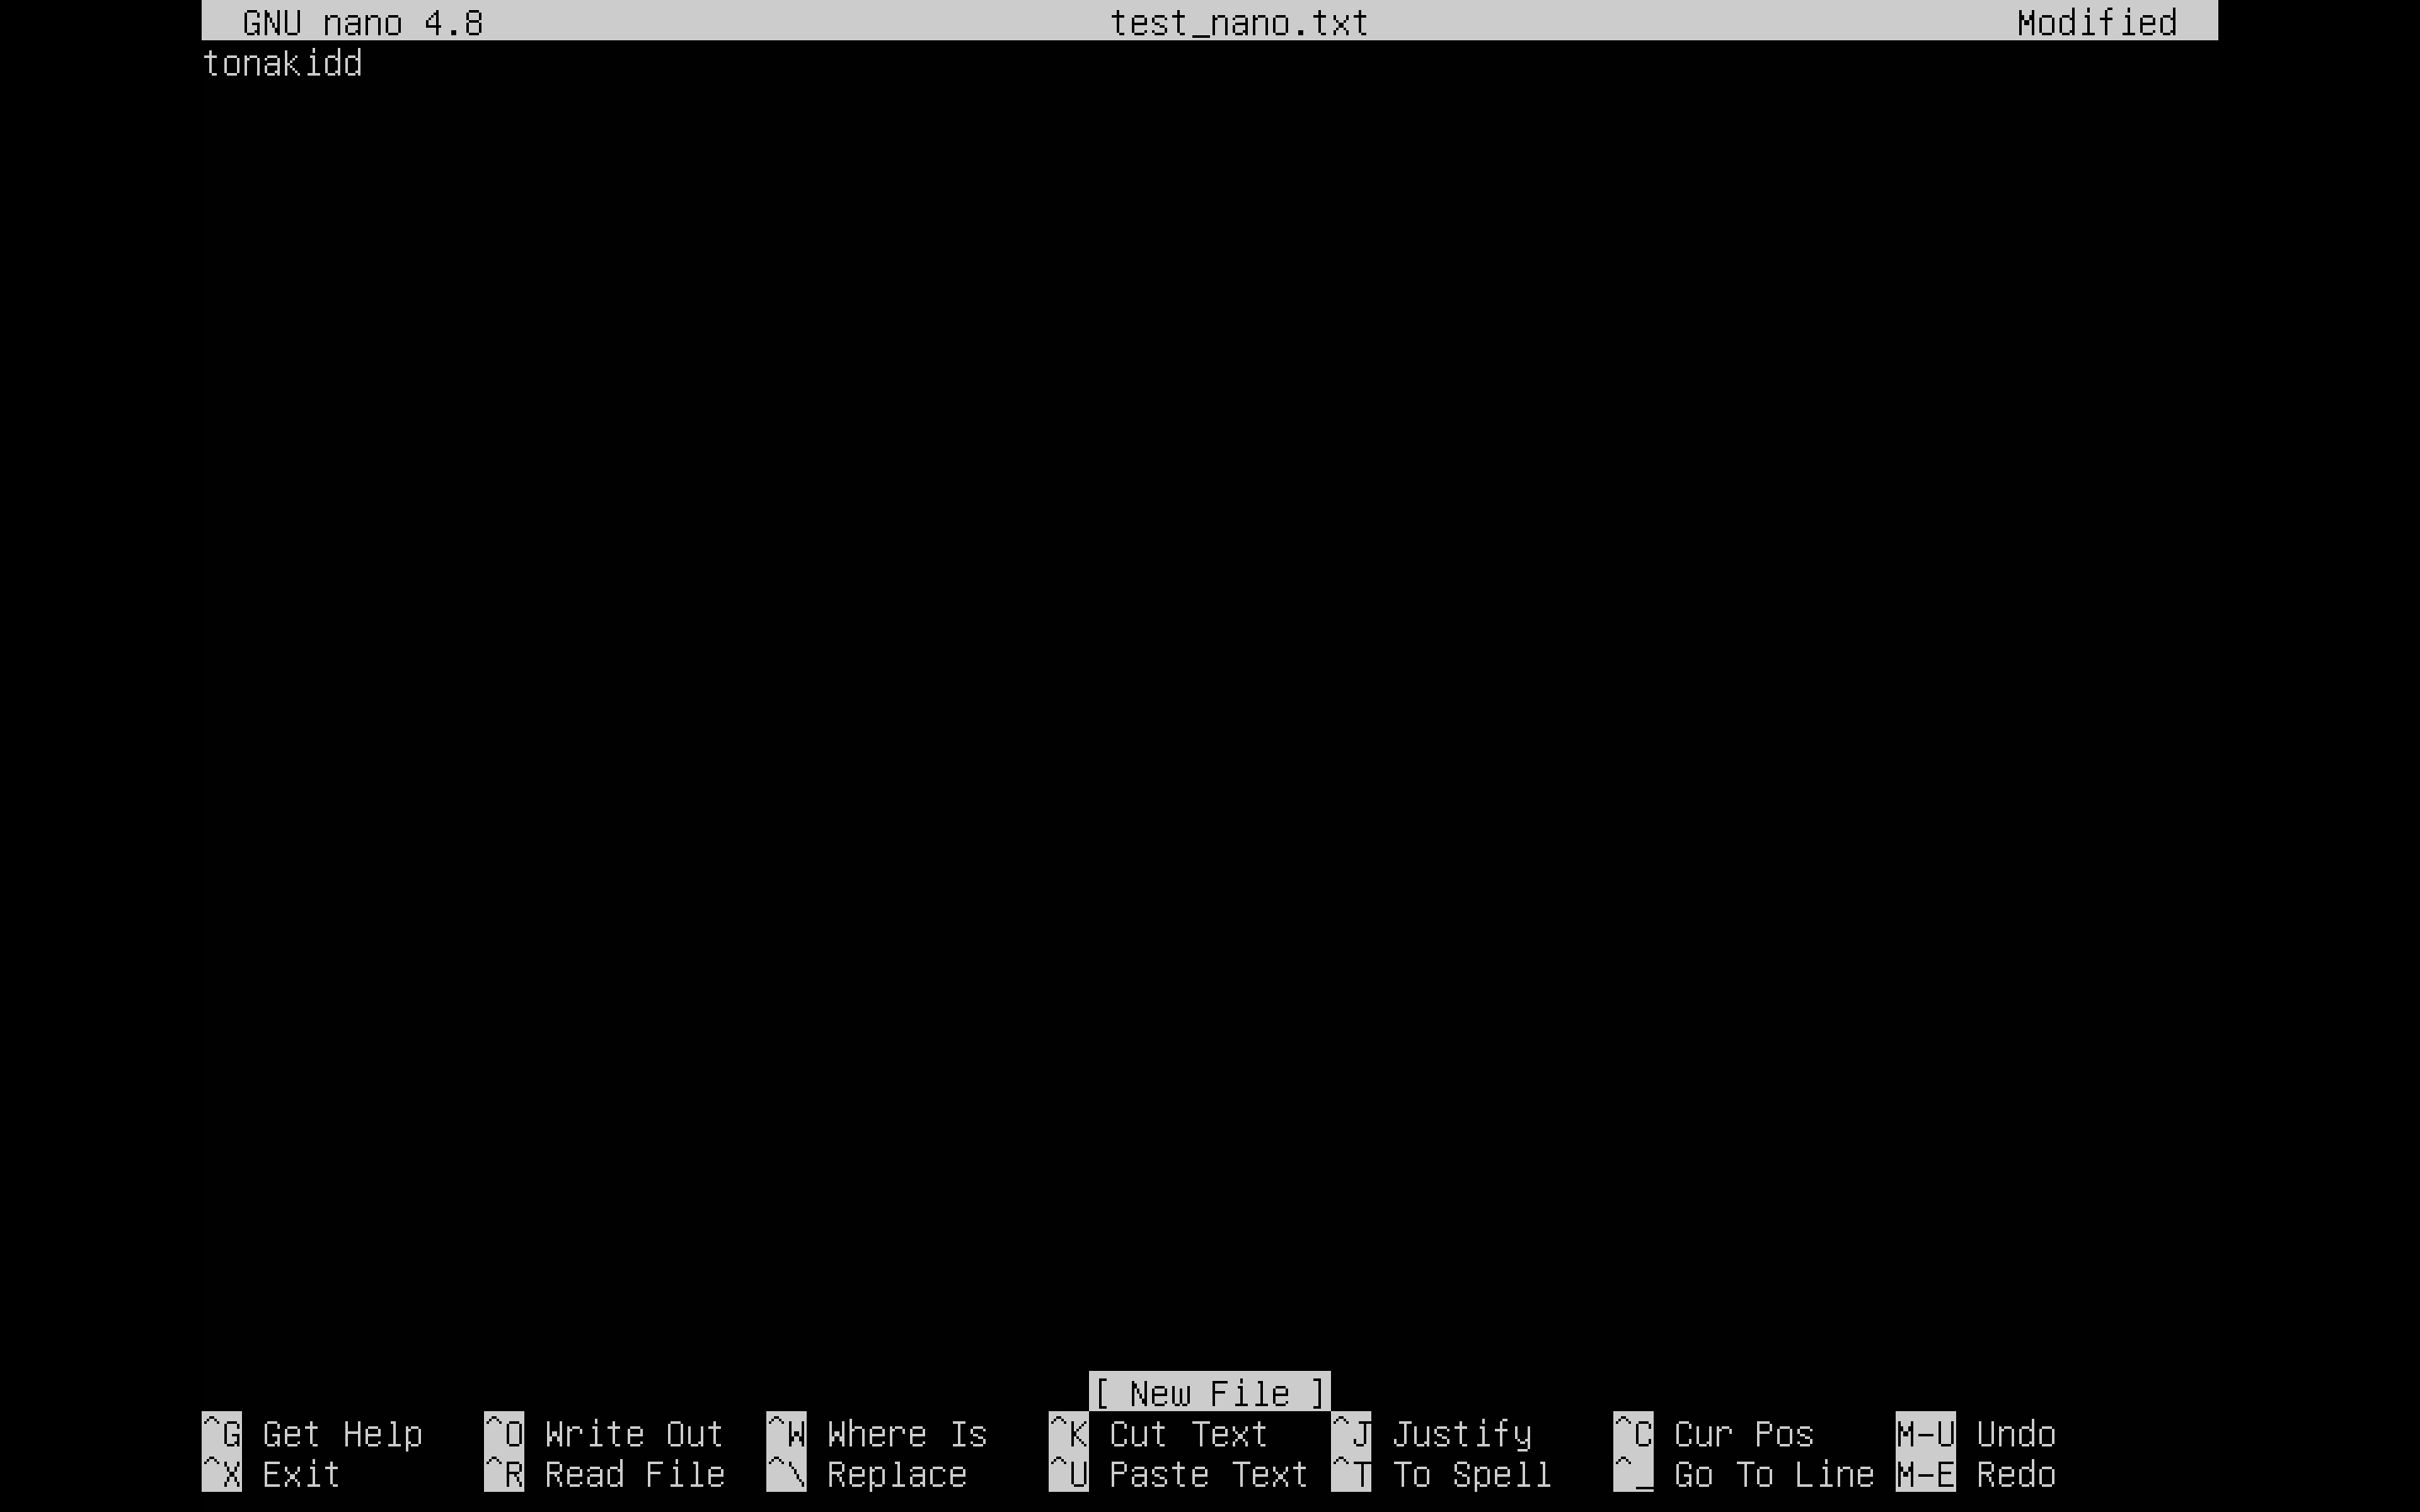 GNU nano 4.8 test_nano.txt Modified
tonakidd
[ New File ]
^G Get Help ^O Write Out ^W Where Is ^K Cut Text ^J Justify ^C Cur Pos M-U Undo
^X Exit ^R Read File ^\ Replace ^U Paste Text ^T To Spell ^_ Go To Line M-E Redo